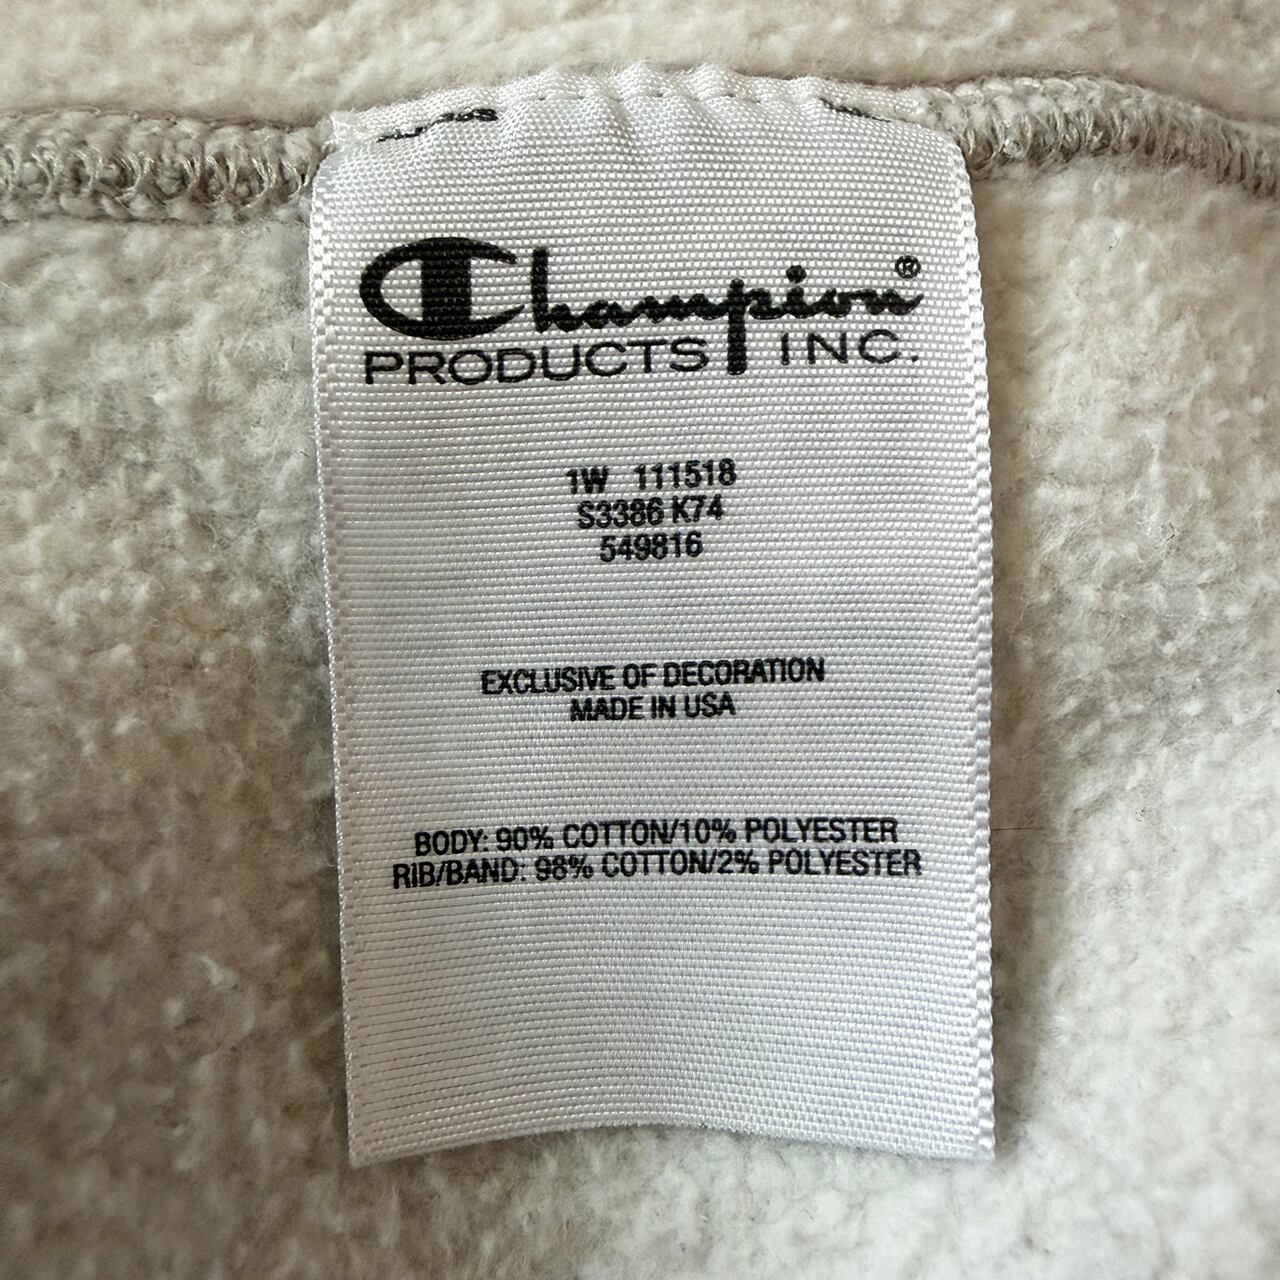 Champion®
PRODUCTS INC.
1W 111518
S3386 K74
549816
EXCLUSIVE OF DECORATION
MADE IN USA
BODY: 90% COTTON/10% POLYESTER
RIB/BAND: 98% COTTON/2% POLYESTER